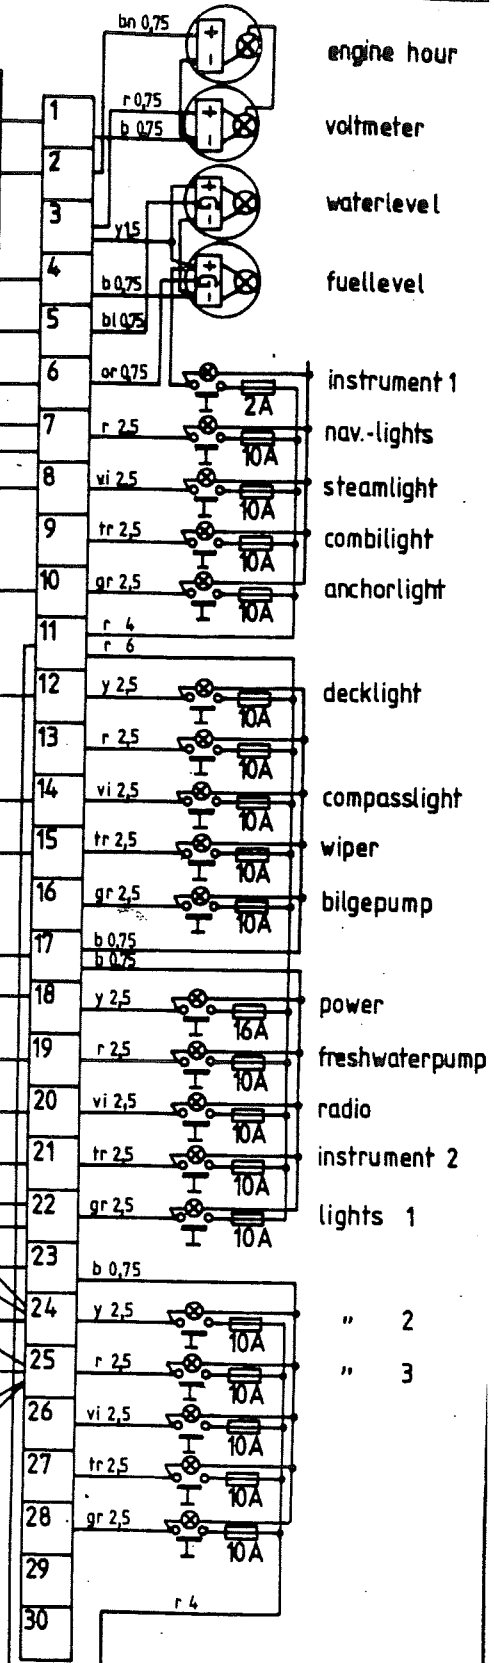 bn 0,75
engine hour
r 0,75
1
b 0,75
voltmeter
2
waterlevel
3
y1,5
4
b 0,75
fuellevel
5
bl 0,75
6
or 0,75
instrument 1
2A
7
r 2,5
nav.-lights
10A
8
vi 2,5
steamlight
10A
9
tr 2,5
combilight
10A
10
gr 2,5
anchorlight
10A
11
r 4
r 6
12
y 2,5
decklight
10A
13
r 2,5
10A
14
vi 2,5
compasslight
10A
15
tr 2,5
wiper
10A
16
gr 2,5
bilgepump
10A
17
b 0,75
b 0,75
18
y 2,5
power
16A
19
r 2,5
freshwaterpump
10A
20
vi 2,5
radio
10A
21
tr 2,5
instrument 2
10A
22
gr 2,5
lights 1
10A
23
b 0,75
24
y 2,5
" 2
10A
25
r 2,5
" 3
10A
26
vi 2,5
10A
27
tr 2,5
10A
28
gr 2,5
10A
29
30
r 4